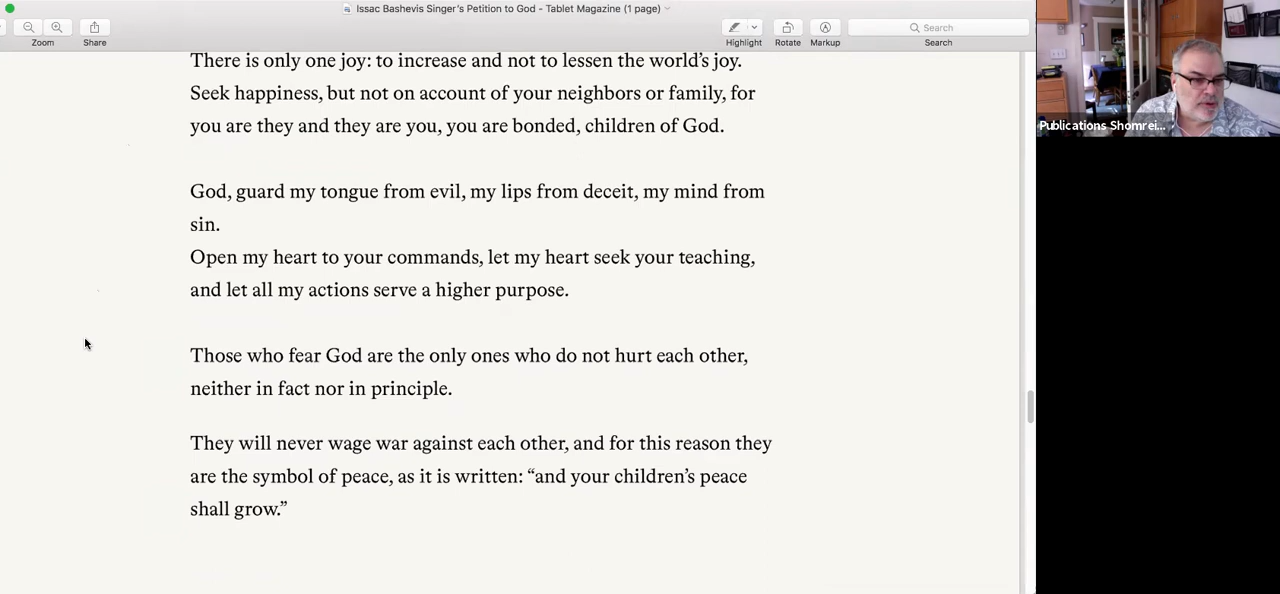 Issac Bashevis Singer's Petition to God - Tablet Magazine (1 page)
Zoom
Share
Highlight
Rotate
Markup
Search
Search
There is only one joy: to increase and not to lessen the world's joy.
Seek happiness, but not on account of your neighbors or family, for
you are they and they are you, you are bonded, children of God.
God, guard my tongue from evil, my lips from deceit, my mind from
sin.
Open my heart to your commands, let my heart seek your teaching,
and let all my actions serve a higher purpose.
Those who fear God are the only ones who do not hurt each other,
neither in fact nor in principle.
They will never wage war against each other, and for this reason they
are the symbol of peace, as it is written: “and your children’s peace
shall grow.”
Publications Shomrei...